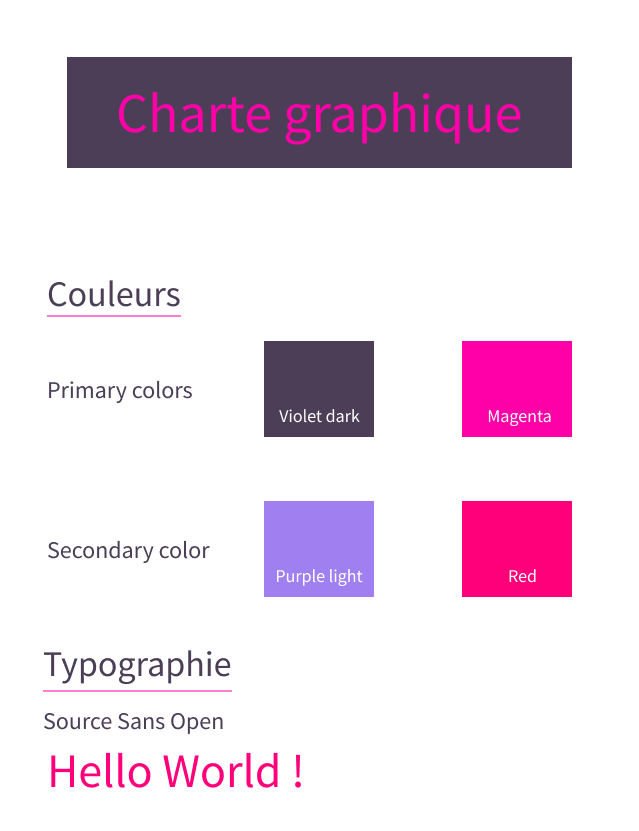 Charte graphique
Couleurs
Primary colors
Violet dark
Magenta
Secondary color
Purple light
Red
Typographie
Source Sans Open
Hello World !